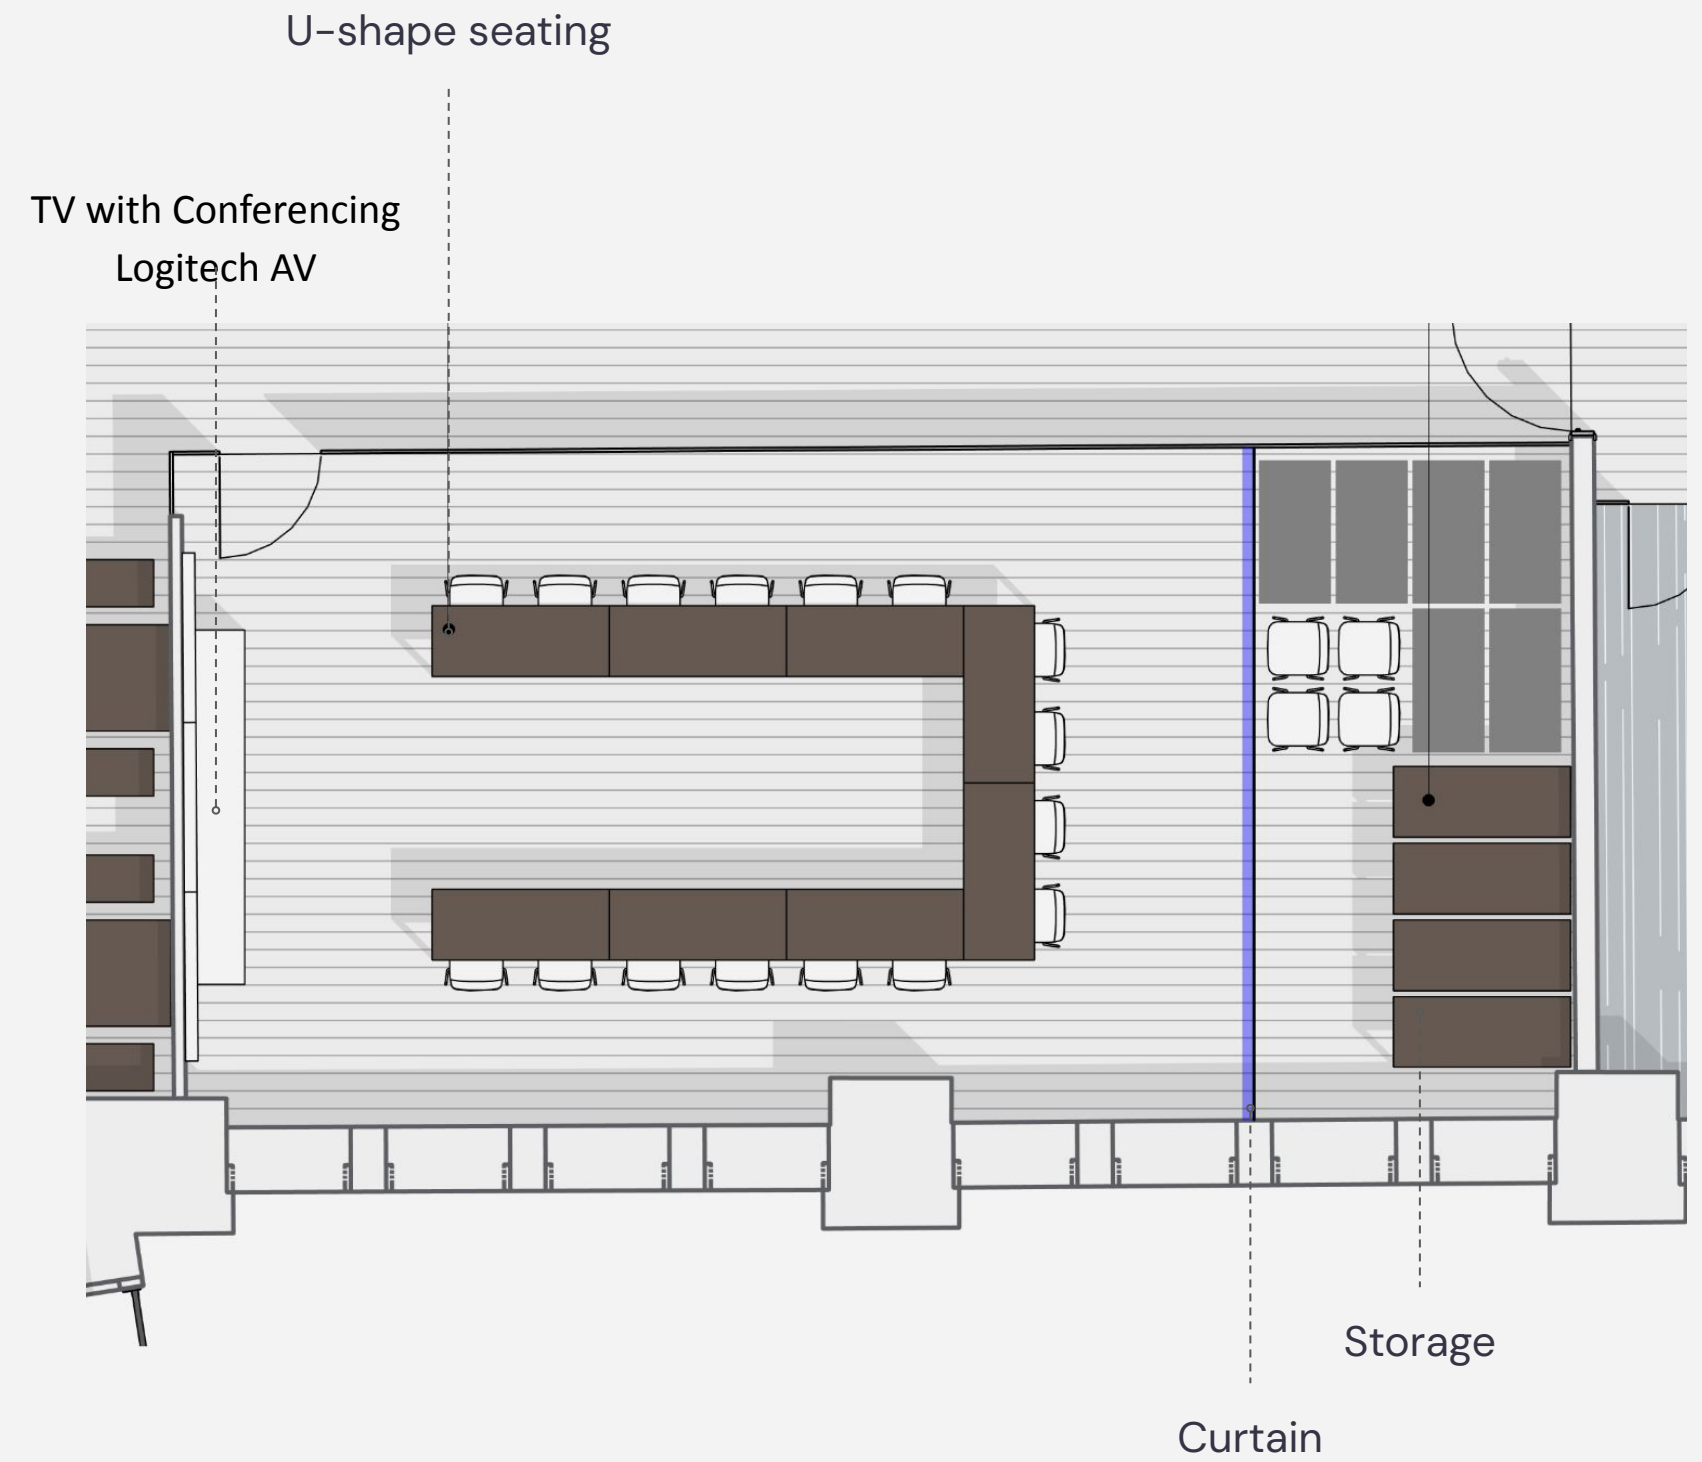 U-shape seating
TV with Conferencing
Logitech AV
Storage
Curtain